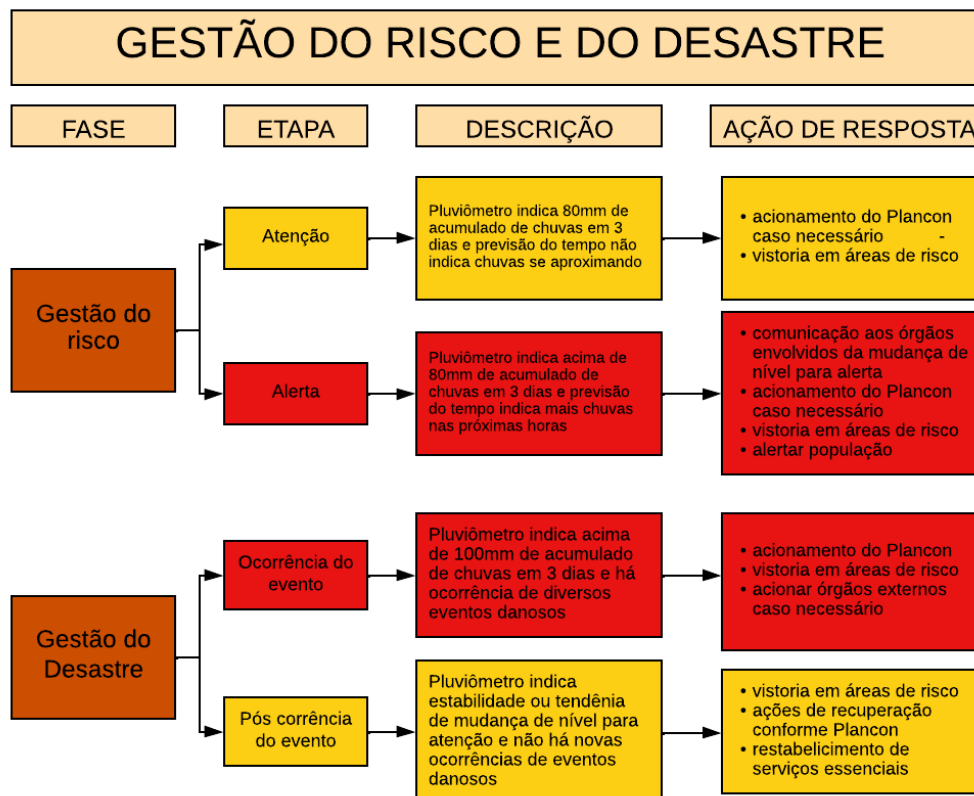 GESTÃO DO RISCO E DO DESASTRE
FASE
ETAPA
DESCRIÇÃO
AÇÃO DE RESPOSTA
Gestão do
risco
Atenção
Pluviômetro indica 80mm de
acumulado de chuvas em 3
dias e previsão do tempo não
indica chuvas se aproximando
• acionamento do Plancon
caso necessário -
• vistoria em áreas de risco
Alerta
Pluviômetro indica acima de
80mm de acumulado de
chuvas em 3 dias e previsão
do tempo indica mais chuvas
nas próximas horas
• comunicação aos órgãos
envolvidos da mudança de
nível para alerta
• acionamento do Plancon
caso necessário
• vistoria em áreas de risco
• alertar população
Gestão do
Desastre
Ocorrência do
evento
Pluviômetro indica acima
de 100mm de acumulado
de chuvas em 3 dias e há
ocorrência de diversos
eventos danosos
• acionamento do Plancon
• vistoria em áreas de risco
• acionar órgãos externos
caso necessário
Pós corrência
do evento
Pluviômetro indica
estabilidade ou tendênia
de mudança de nível para
atenção e não há novas
ocorrências de eventos
danosos
• vistoria em áreas de risco
• ações de recuperação
conforme Plancon
• restabelicimento de
serviços essenciais